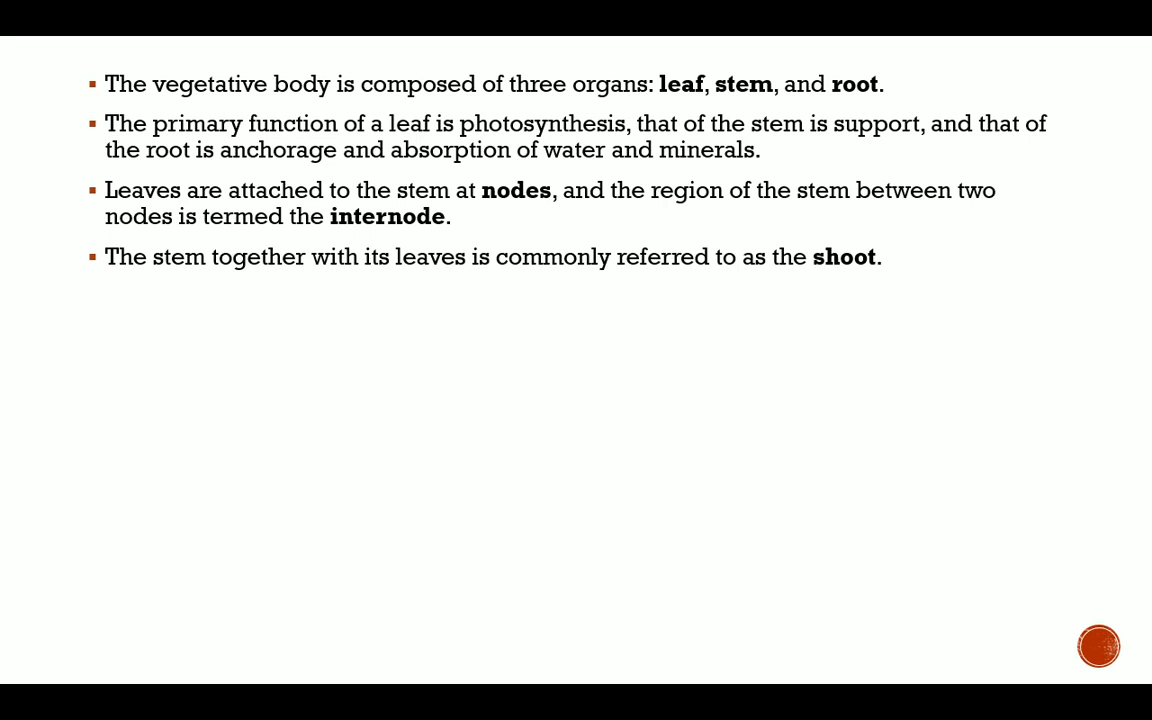 ▪ The vegetative body is composed of three organs: leaf, stem, and root.
▪ The primary function of a leaf is photosynthesis, that of the stem is support, and that of
the root is anchorage and absorption of water and minerals.
▪ Leaves are attached to the stem at nodes, and the region of the stem between two
nodes is termed the internode.
▪ The stem together with its leaves is commonly referred to as the shoot.